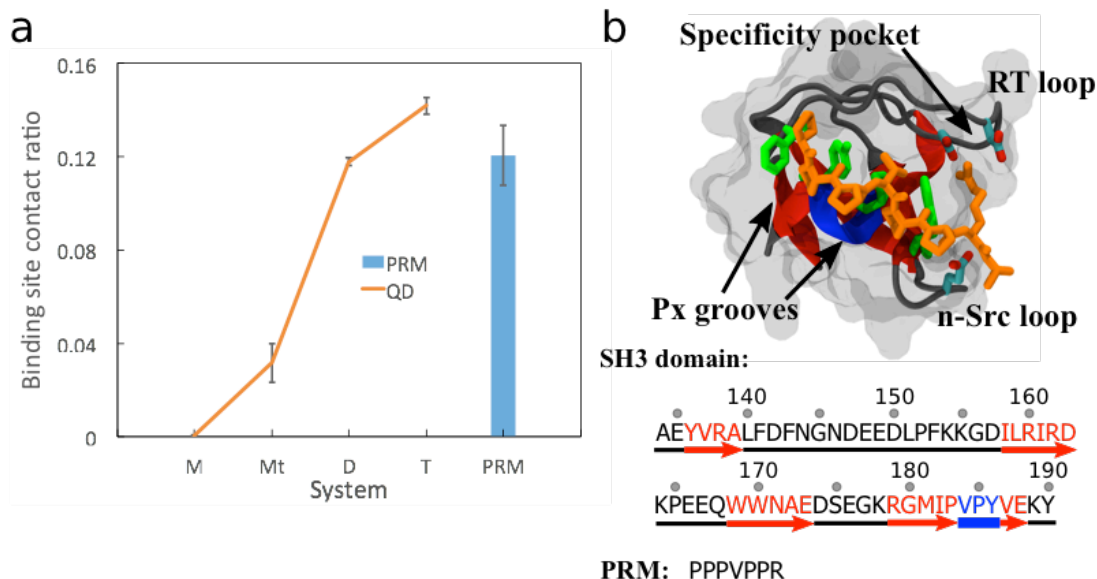 a
0.16
0.12
0.08
0.04
0
Binding site contact ratio
PRM
QD
M Mt D T PRM
System
b
Specificity pocket
RT loop
Px grooves
n-Src loop
SH3 domain:
140 150 160
AEYVRALFDFNGNDEEDLPFKKGDILRIRD
170 180 190
KPEEQWWNAEDSEGKRGMIPVPYVEKY
PRM: PPPVPPR